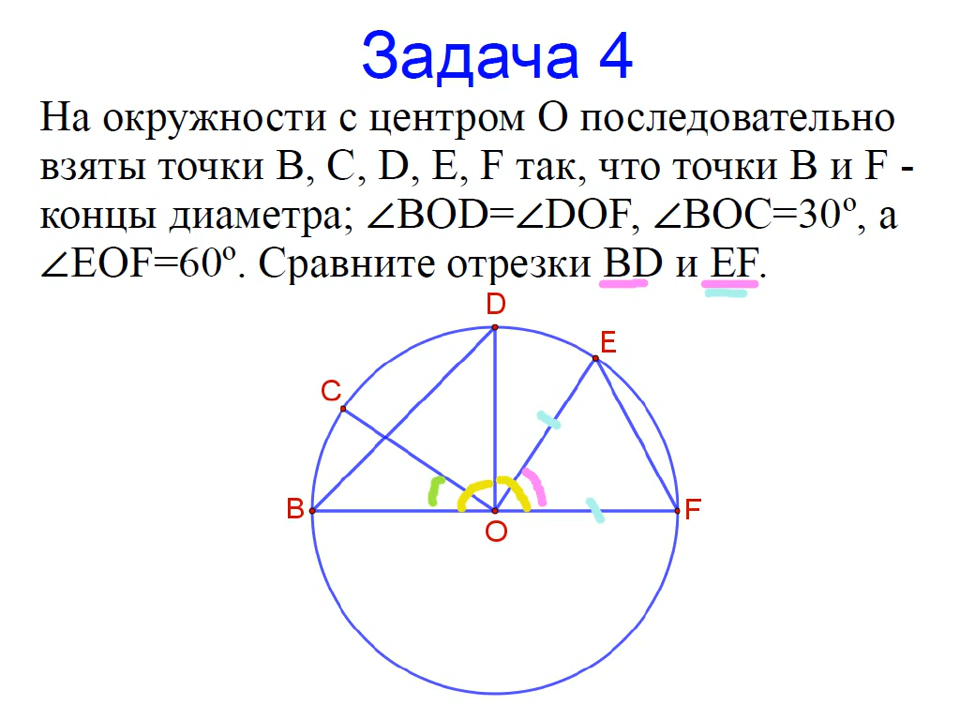 Задача 4
На окружности с центром O последовательно
взяты точки B, C, D, E, F так, что точки B и F -
концы диаметра; ∠BOD=∠DOF, ∠BOC=30º, а
∠EOF=60º. Сравните отрезки BD и EF.
D
E
C
B
O
F